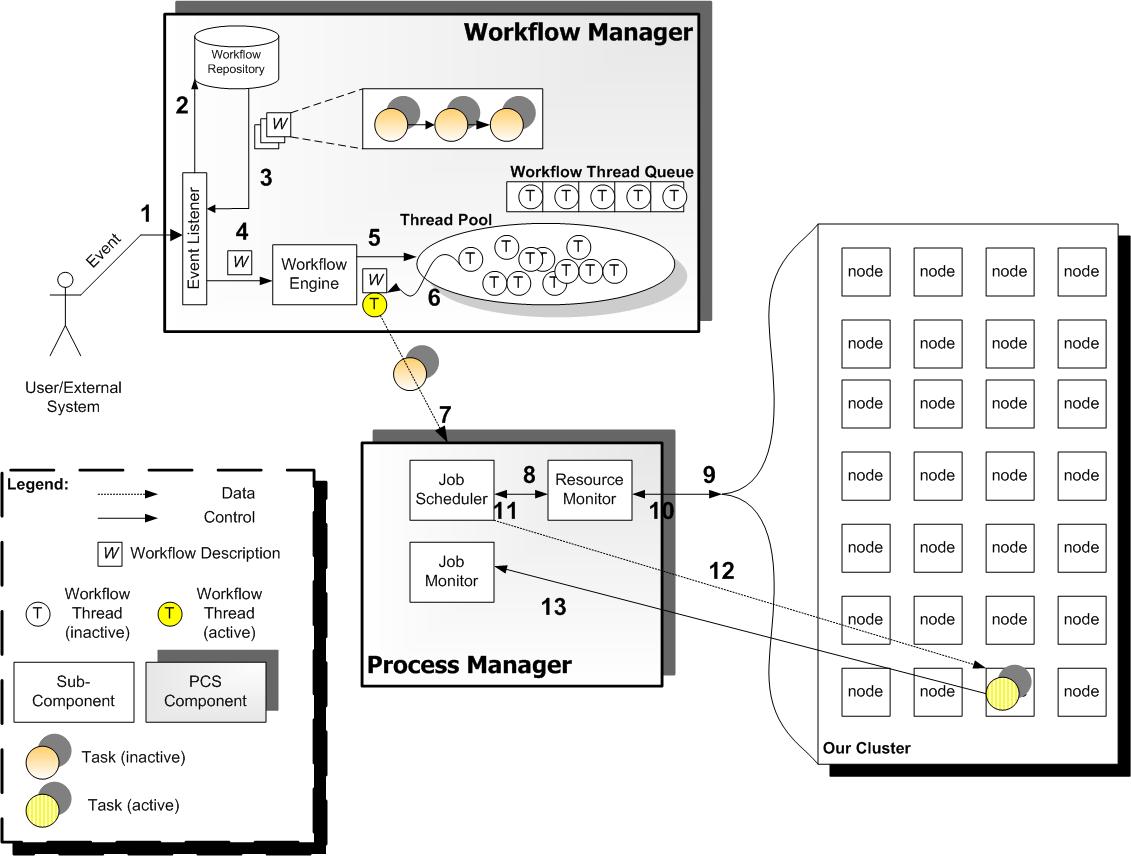 Workflow Manager
Workflow
Repository
2
W
3
Workflow Thread Queue
T T T T T
1
Event
Event Listener
4
W
Workflow
Engine
5
Thread Pool
T T T T T T T T T T T
W
T
6
User/External
System
7
Job
Scheduler
8
11
Resource
Monitor
9
10
Job
Monitor
12
13
Process Manager
node node node node
node node node node
node node node node
node node node node
node node node node
node node node node
node node node
Our Cluster
Legend:
Data
Control
W Workflow Description
T
Workflow
Thread
(inactive)
T
Workflow
Thread
(active)
Sub-
Component
PCS
Component
Task (inactive)
Task (active)